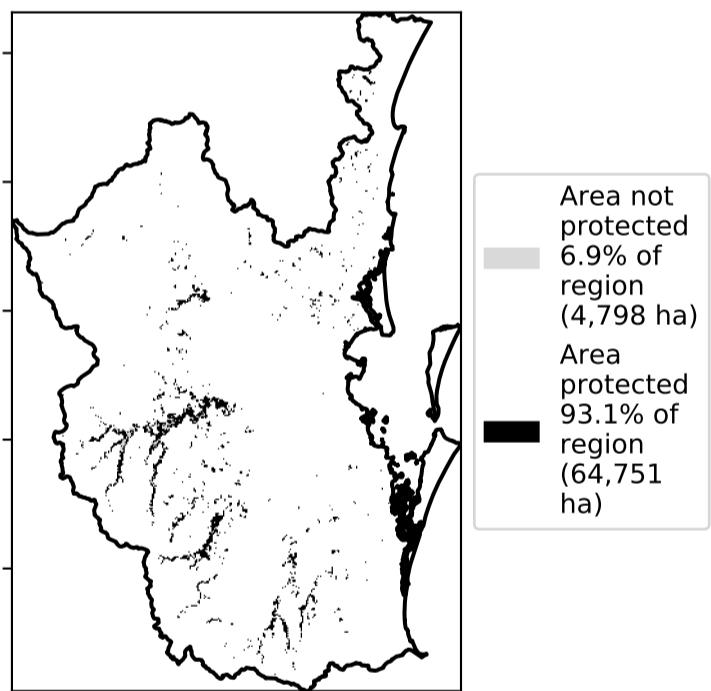 Area not
protected
6.9% of
region
(4,798 ha)
Area
protected
93.1% of
region
(64,751
ha)